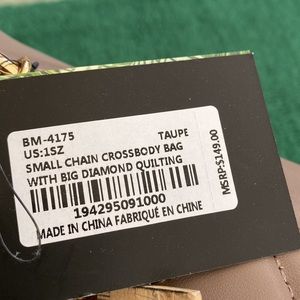 BM-4175 TAUPE
US:1SZ
SMALL CHAIN CROSSBODY BAG
WITH BIG DIAMOND QUILTING
194295091000
MADE IN CHINA FABRIQUÉ EN CHINE
MSRP:$149.00